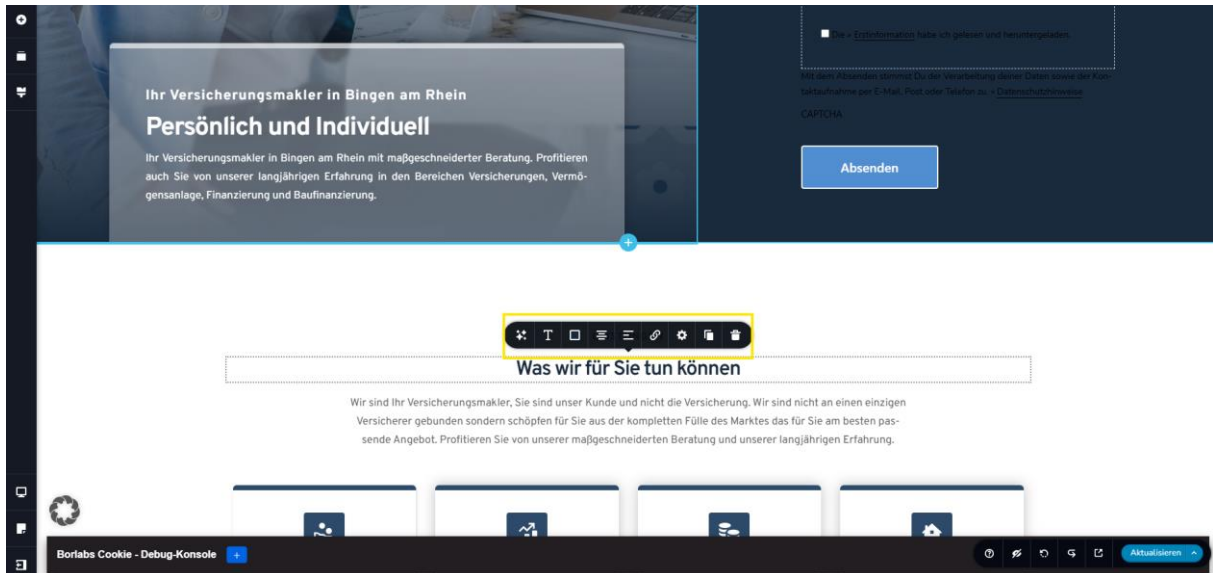 Die » Erstinformation habe ich gelesen und heruntergeladen.
Mit dem Absenden stimmst Du der Verarbeitung deiner Daten sowie der Kon-
taktaufnahme per E-Mail, Post oder Telefon zu. » Datenschutzhinweise
CAPTCHA
Absenden
Ihr Versicherungsmakler in Bingen am Rhein
Persönlich und Individuell
Ihr Versicherungsmakler in Bingen am Rhein mit maßgeschneiderter Beratung. Profitieren
auch Sie von unserer langjährigen Erfahrung in den Bereichen Versicherungen, Vermö-
gensanlage, Finanzierung und Baufinanzierung.
Was wir für Sie tun können
Wir sind Ihr Versicherungsmakler, Sie sind unser Kunde und nicht die Versicherung. Wir sind nicht an einen einzigen
Versicherer gebunden sondern schöpfen für Sie aus der kompletten Fülle des Marktes das für Sie am besten pas-
sende Angebot. Profitieren Sie von unserer maßgeschneiderten Beratung und unserer langjährigen Erfahrung.
Borlabs Cookie - Debug-Konsole
Aktualisieren